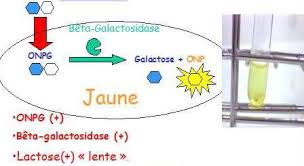 Bêta-Galactosidase
ONPG
Galactose + ONP
Jaune
•ONPG (+)
•Bêta-galactosidase (+)
•Lactose(+) « lente »